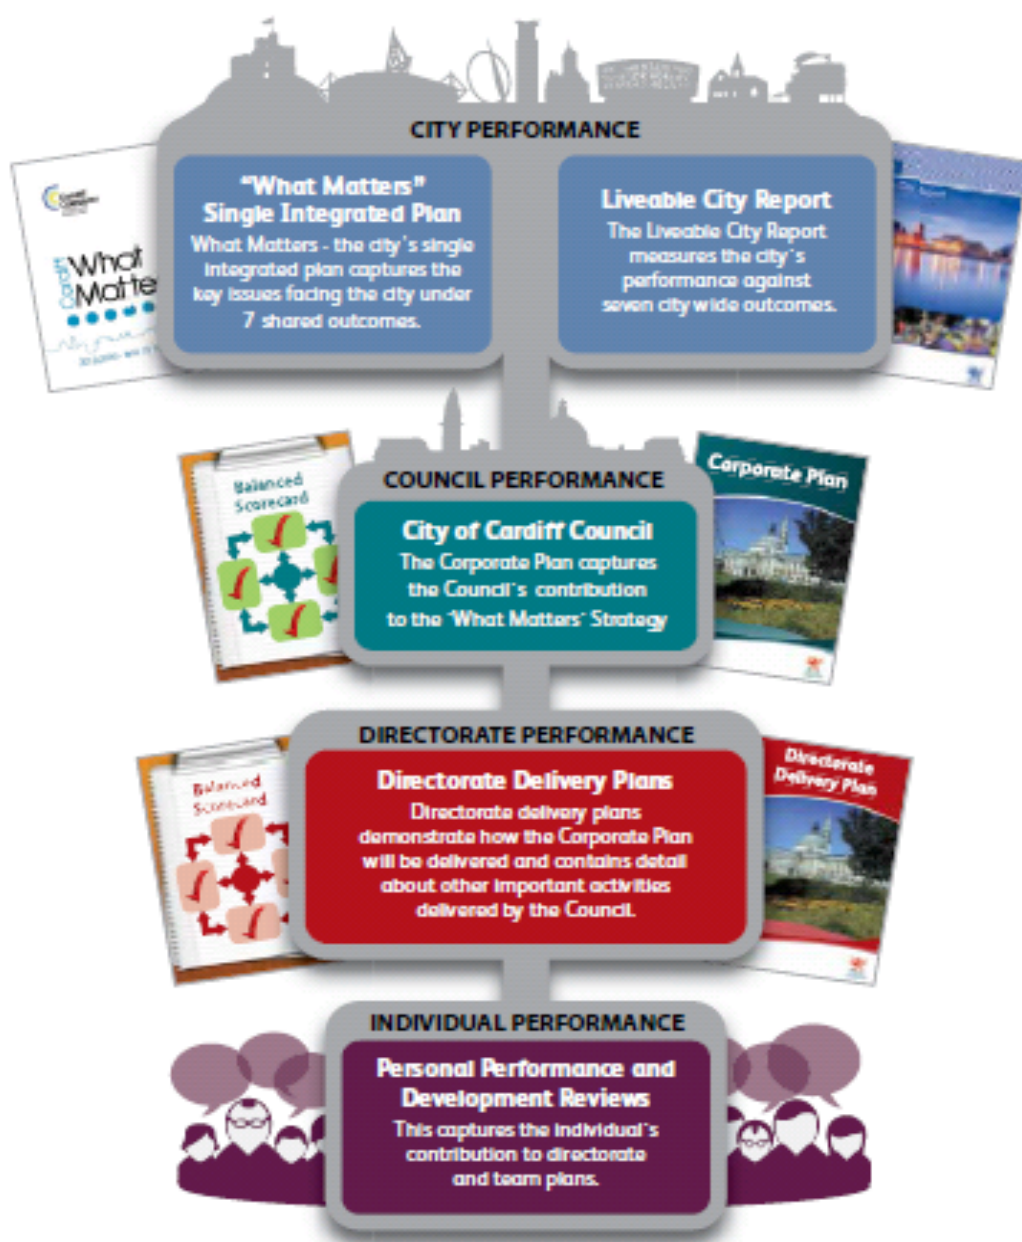 CITY PERFORMANCE
"What Matters"
Single Integrated Plan
What Matters - the city's single
integrated plan captures the
key issues facing the city under
7 shared outcomes.
Liveable City Report
The Liveable City Report
measures the city's
performance against
seven city wide outcomes.
Cardiff
What
Matte
COUNCIL PERFORMANCE
City of Cardiff Council
The Corporate Plan captures
the Council's contribution
to the 'What Matters' Strategy
Balanced
Scorecard
Corporate Plan
DIRECTORATE PERFORMANCE
Directorate Delivery Plans
Directorate delivery plans
demonstrate how the Corporate Plan
will be delivered and contains detail
about other important activities
delivered by the Council.
Balanced
Scorecard
Directorate
Delivery Plan
INDIVIDUAL PERFORMANCE
Personal Performance and
Development Reviews
This captures the individual's
contribution to directorate
and team plans.